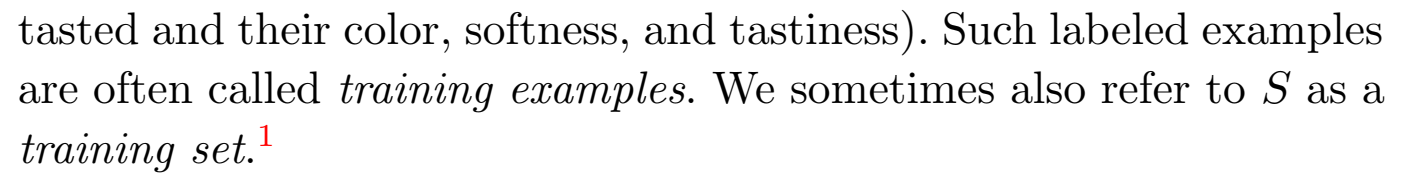 tasted and their color, softness, and tastiness). Such labeled examples
are often called training examples. We sometimes also refer to S as a
training set.1